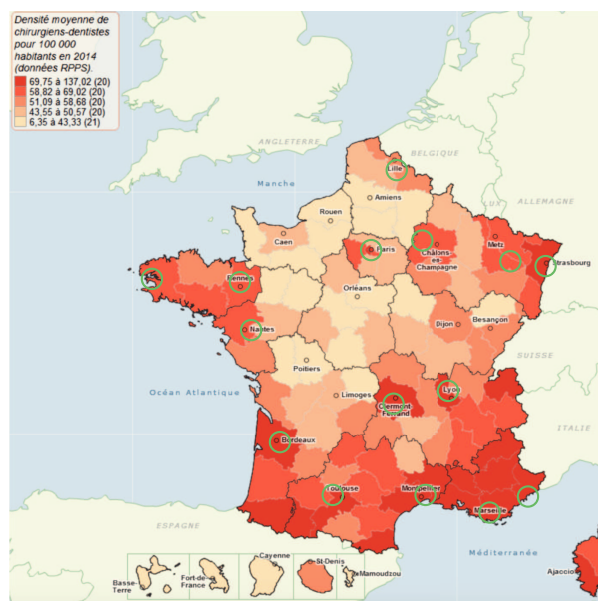 Densité moyenne de
chirurgiens-dentistes
pour 100 000
habitants en 2014
(données RPPS).
69,75 à 137,02 (20)
58,82 à 69,02 (20)
51,09 à 58,68 (20)
43,55 à 50,57 (20)
6,35 à 43,33 (21)
ANGLETERRE
BELGIQUE
Lille
Manche
Amiens
LUX
ALLEMAGNE
Rouen
Caen
Paris
Metz
Châlons
es
Champagne
Strasbourg
Rennes
Orléans
Nantes
Dijon
Besançon
Poitiers
SUISSE
Océan Atlantique
Limoges
Clermont-
Ferrand
Lyon
ITALIE
Bordeaux
Toulouse
Montpellier
Marseille
ESPAGNE
Méditerranée
Cayenne
St-Denis
Basse-
Terre
Fort-de-
France
Mamoudzou
Ajaccio